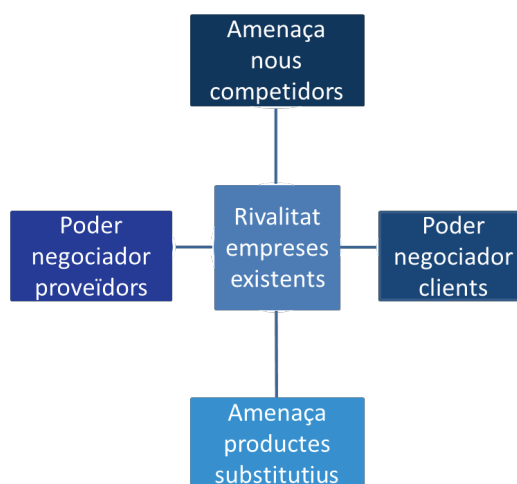 Amenaça
nous
competidors
Poder
negociador
proveïdors
Rivalitat
empreses
existents
Poder
negociador
clients
Amenaça
productes
substitutius